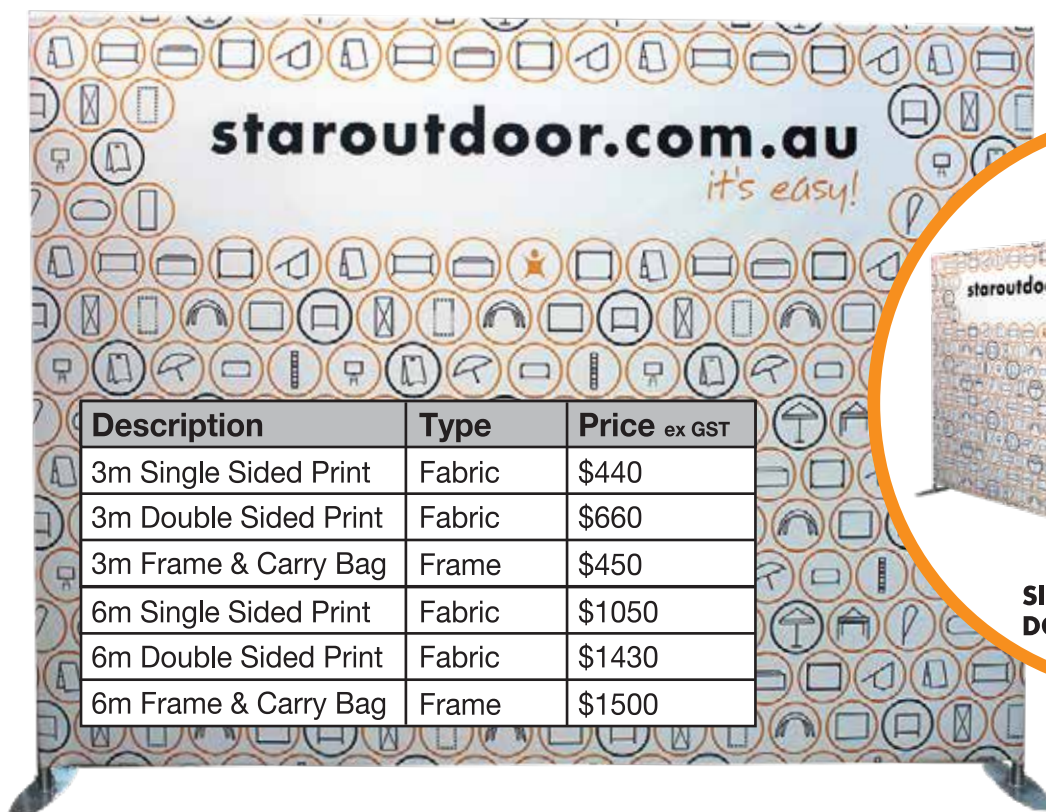 staroutdoor.com.au
it's easy!
Description Type Price ex GST
3m Single Sided Print Fabric $440
3m Double Sided Print Fabric $660
3m Frame & Carry Bag Frame $450
6m Single Sided Print Fabric $1050
6m Double Sided Print Fabric $1430
6m Frame & Carry Bag Frame $1500